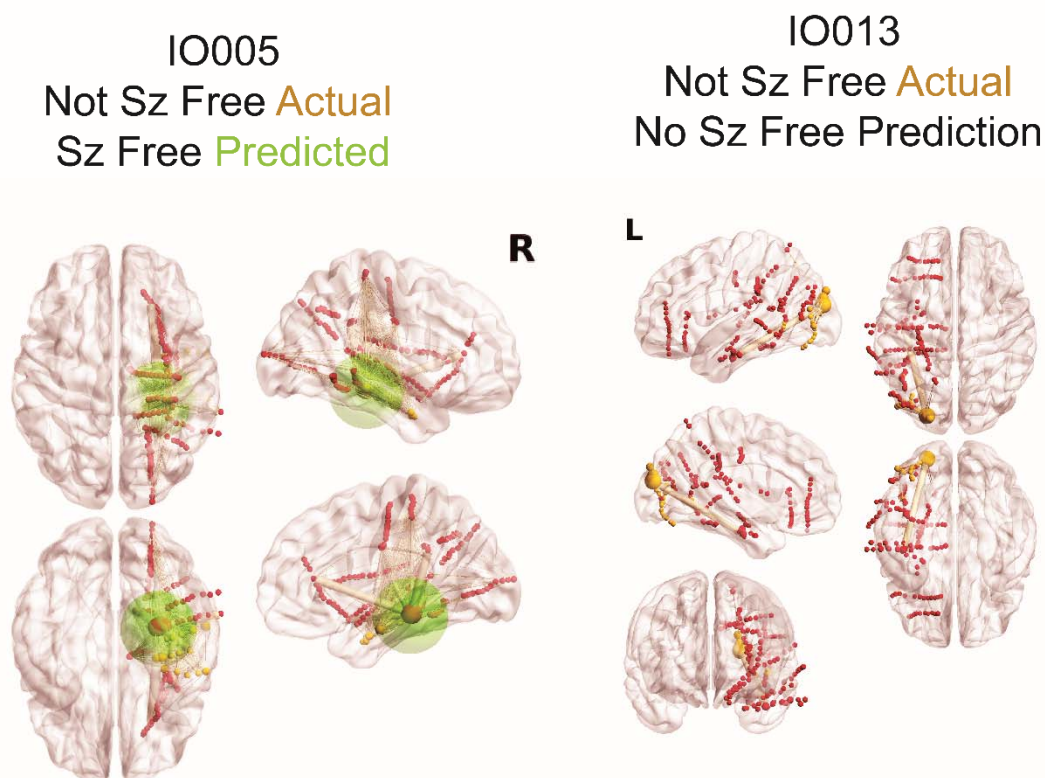 IO005
Not Sz Free Actual
Sz Free Predicted
IO013
Not Sz Free Actual
No Sz Free Prediction
R
L